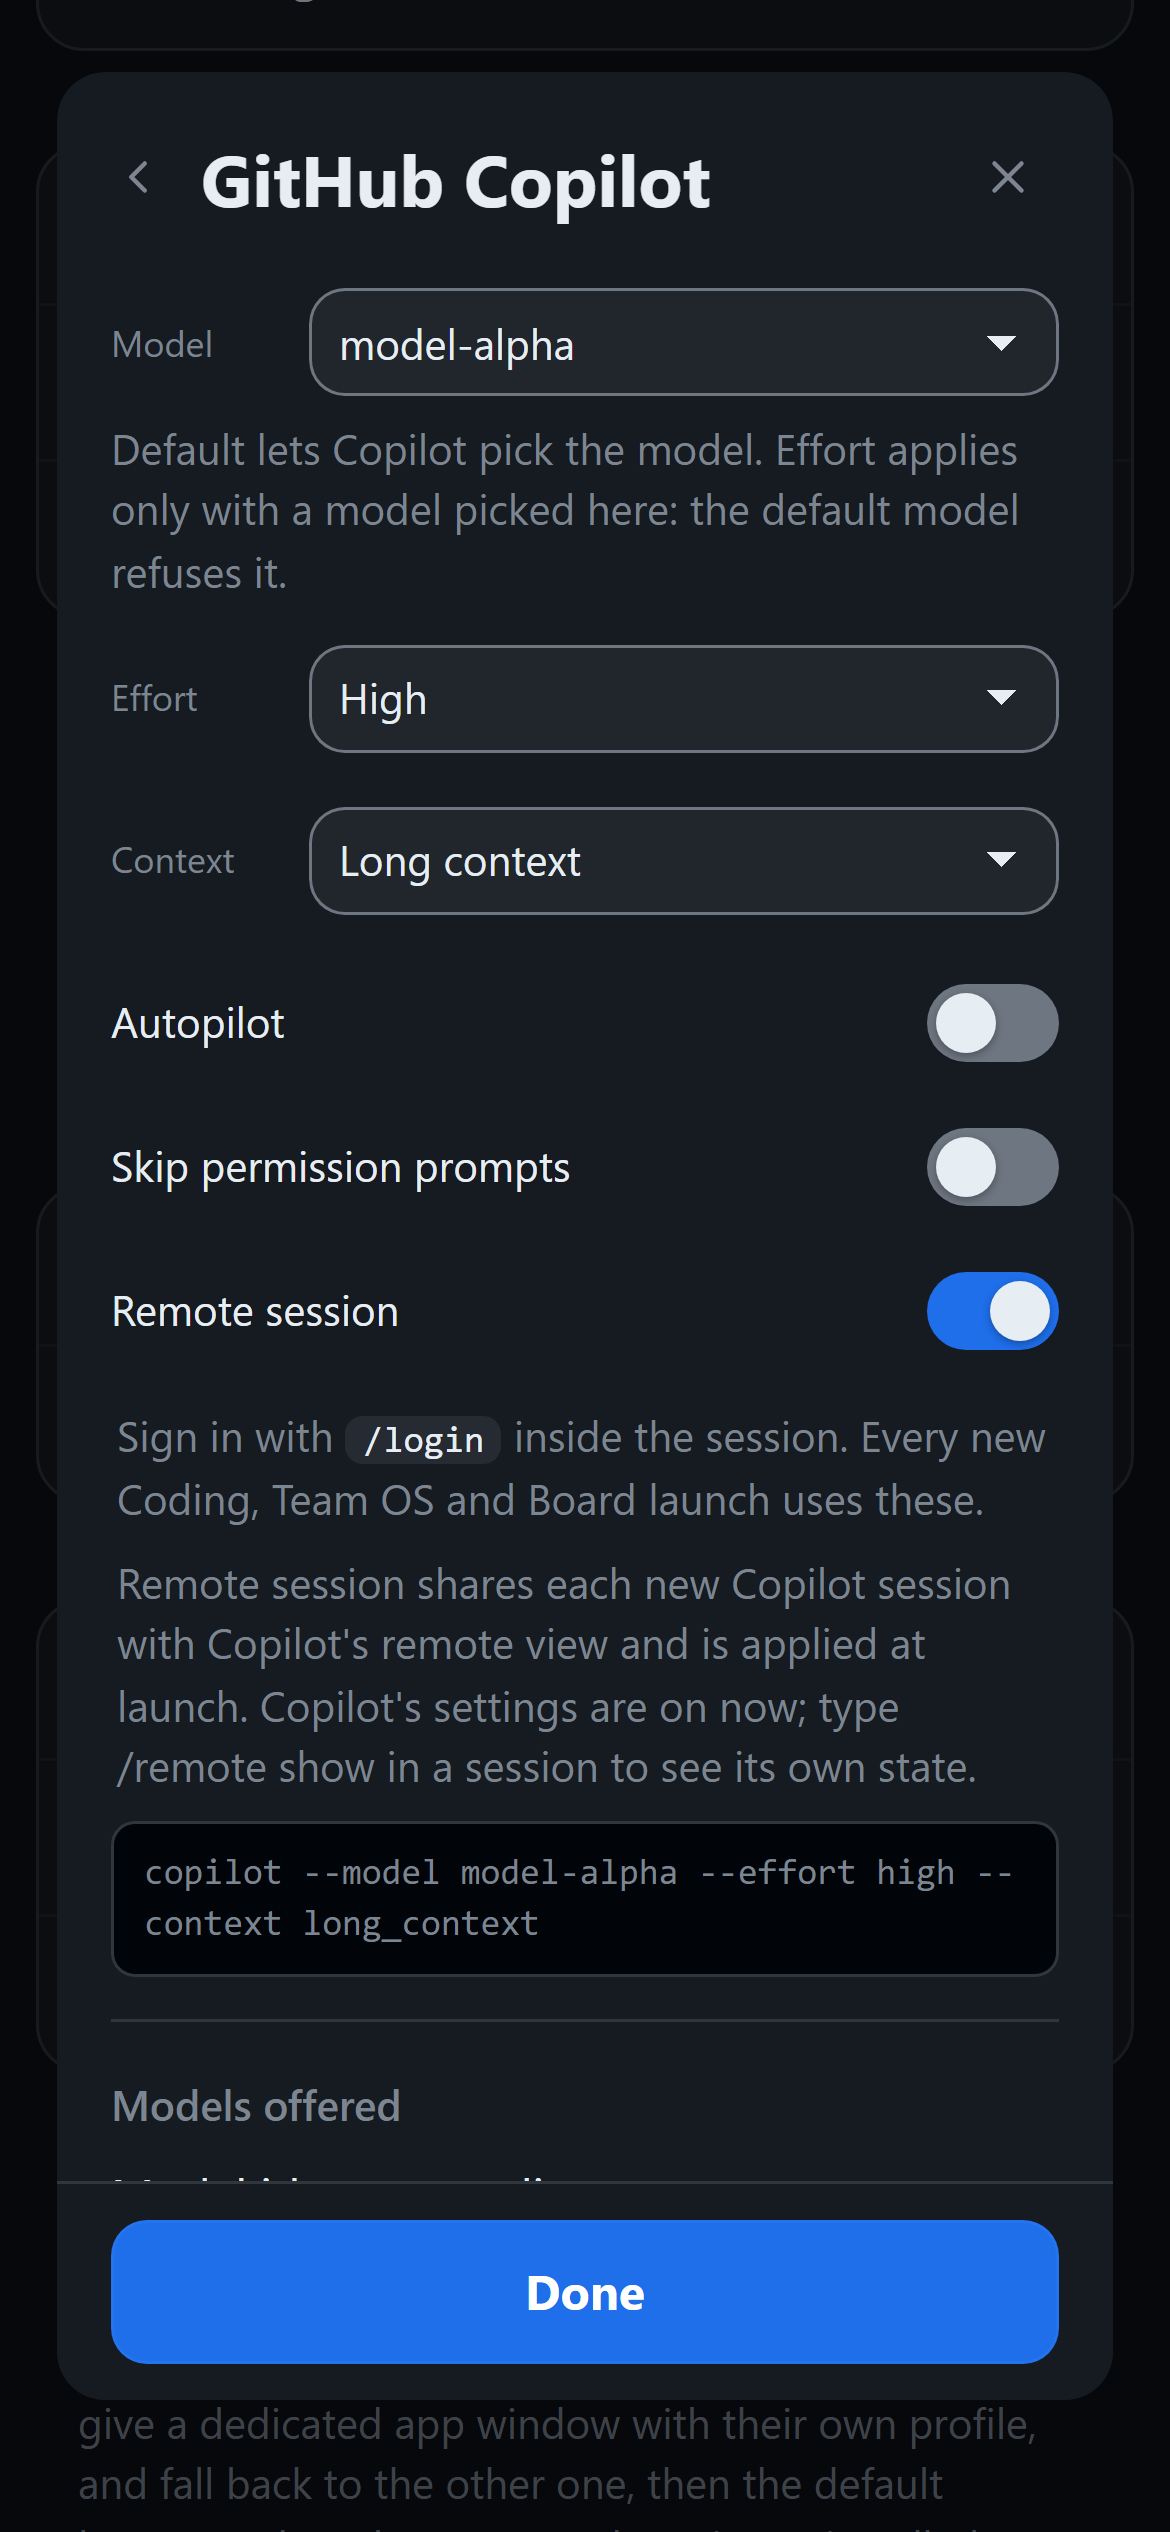 GitHub Copilot
Model
model-alpha
Default lets Copilot pick the model. Effort applies
only with a model picked here: the default model
refuses it.
Effort
High
Context
Long context
Autopilot
Skip permission prompts
Remote session
Sign in with /login inside the session. Every new
Coding, Team OS and Board launch uses these.
Remote session shares each new Copilot session
with Copilot's remote view and is applied at
launch. Copilot's settings are on now; type
/remote show in a session to see its own state.
copilot --model model-alpha --effort high --
context long_context
Models offered
Done
give a dedicated app window with their own profile,
and fall back to the other one, then the default